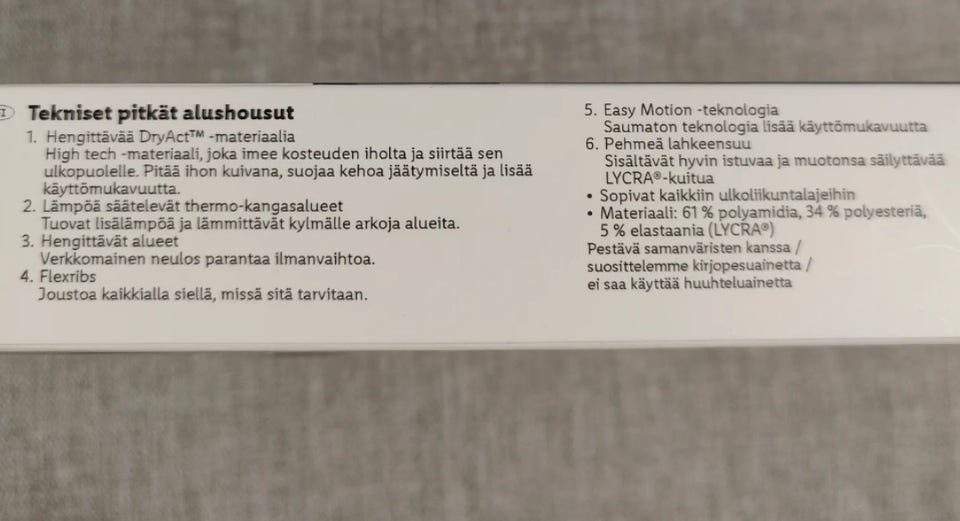 Tekniset pitkät alushousut
1. Hengittävää DryAct™ -materiaalia
High tech -materiaali, joka imee kosteuden iholta ja siirtää sen
ulkopuolelle. Pitää ihon kuivana, suojaa kehoa jäätymiseltä ja lisää
käyttömukavuutta.
2. Lämpöä säätelevät thermo-kangasalueet
Tuovat lisälämpöä ja lämmittävät kylmälle arkoja alueita.
3. Hengittävät alueet
Verkkomainen neulos parantaa ilmanvaihtoa.
4. Flexribs
Joustoa kaikkialla siellä, missä sitä tarvitaan.
5. Easy Motion -teknologia
Saumaton teknologia lisää käyttömukavuutta
6. Pehmeä lahkeensuu
Sisältävät hyvin istuvaa ja muotonsa säilyttävää
LYCRA®-kuitua
• Sopivat kaikkiin ulkoliikuntalajeihin
• Materiaali: 61 % polyamidia, 34 % polyesteriä,
5 % elastaania (LYCRA®)
Pestävä samanväristen kanssa /
suosittelemme kirjopesuainetta /
ei saa käyttää huuhteluainetta